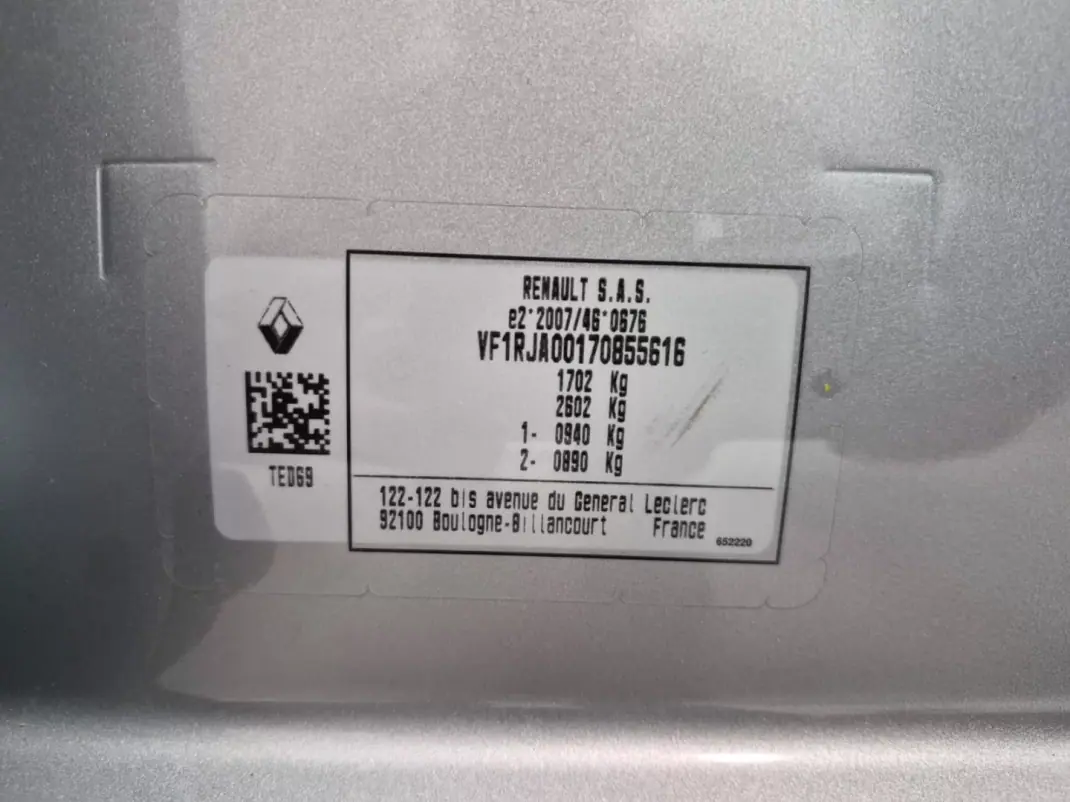 RENAULT S.A.S.
e2*2007/46*0676
VF1RJA00170855616
1702 Kg
2602 Kg
1- 0940 Kg
2- 0890 Kg
TED69
122-122 bis avenue du General Leclerc
92100 Boulogne-Billancourt France
652220